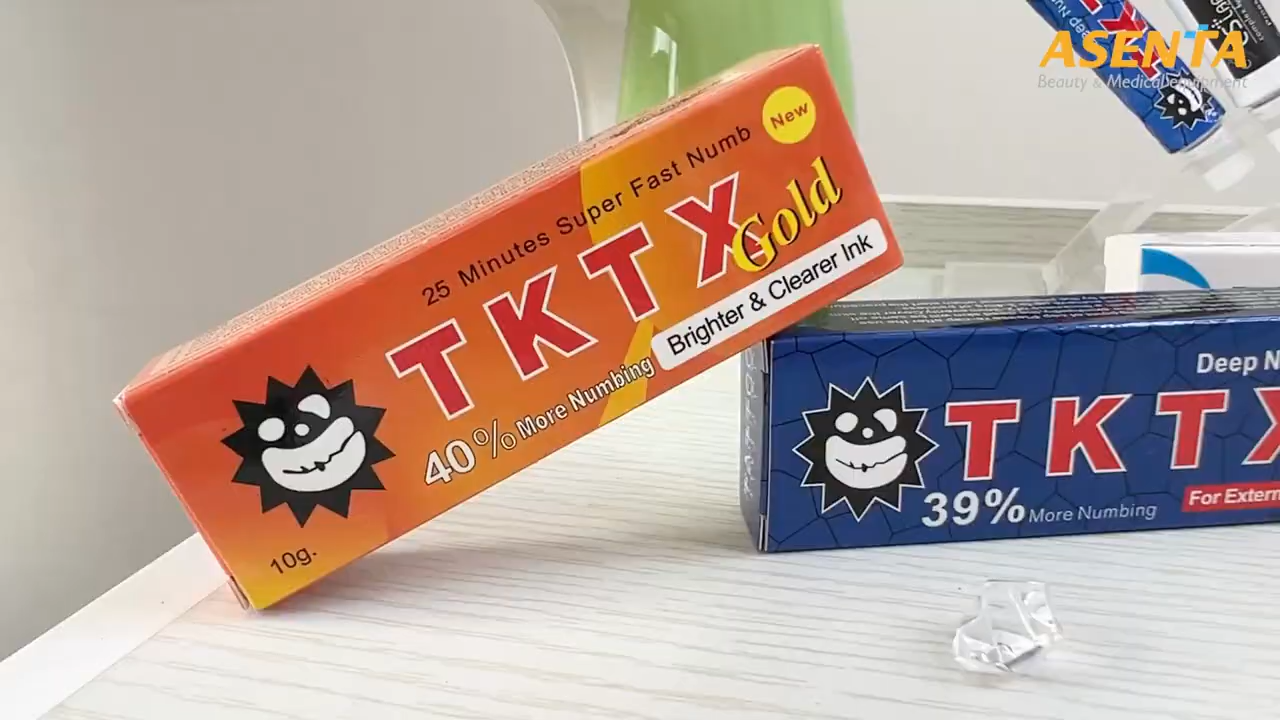 ASENTA
Beauty & Medical equipment
New
25 Minutes Super Fast Numb
TKTX
Gold
40% More Numbing
Brighter & Clearer Ink
10g.
Deep N
TKTX
39% More Numbing
For Extern